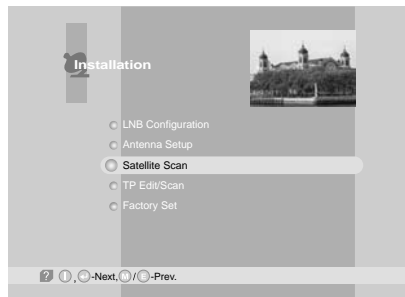 Installation
LNB Configuration
Antenna Setup
Satellite Scan
TP Edit/Scan
Factory Set
? , -Next, M / E -Prev.